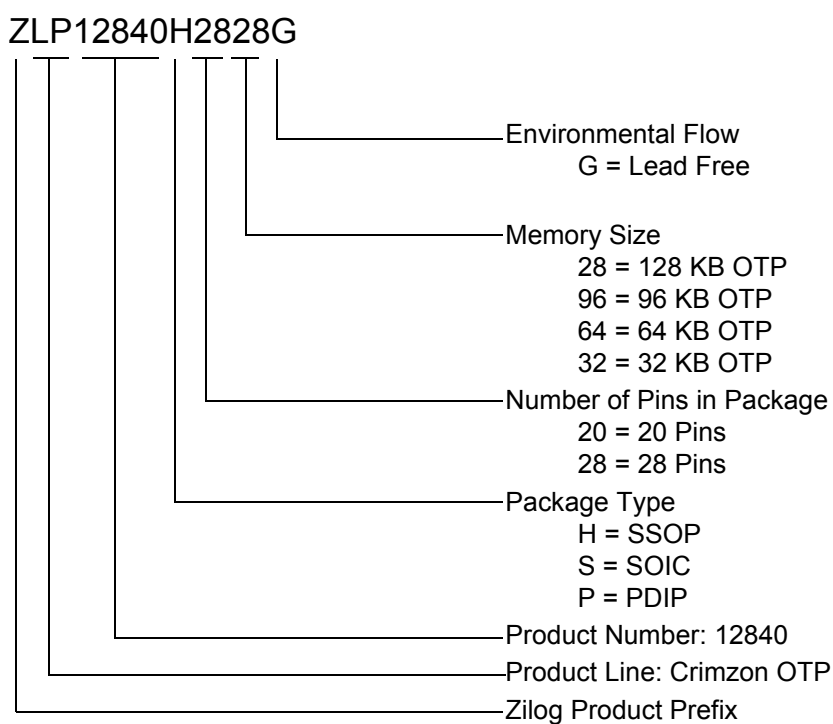 ZLP12840H2828G
Environmental Flow
G = Lead Free
Memory Size
28 = 128 KB OTP
96 = 96 KB OTP
64 = 64 KB OTP
32 = 32 KB OTP
Number of Pins in Package
20 = 20 Pins
28 = 28 Pins
Package Type
H = SSOP
S = SOIC
P = PDIP
Product Number: 12840
Product Line: Crimzon OTP
Zilog Product Prefix